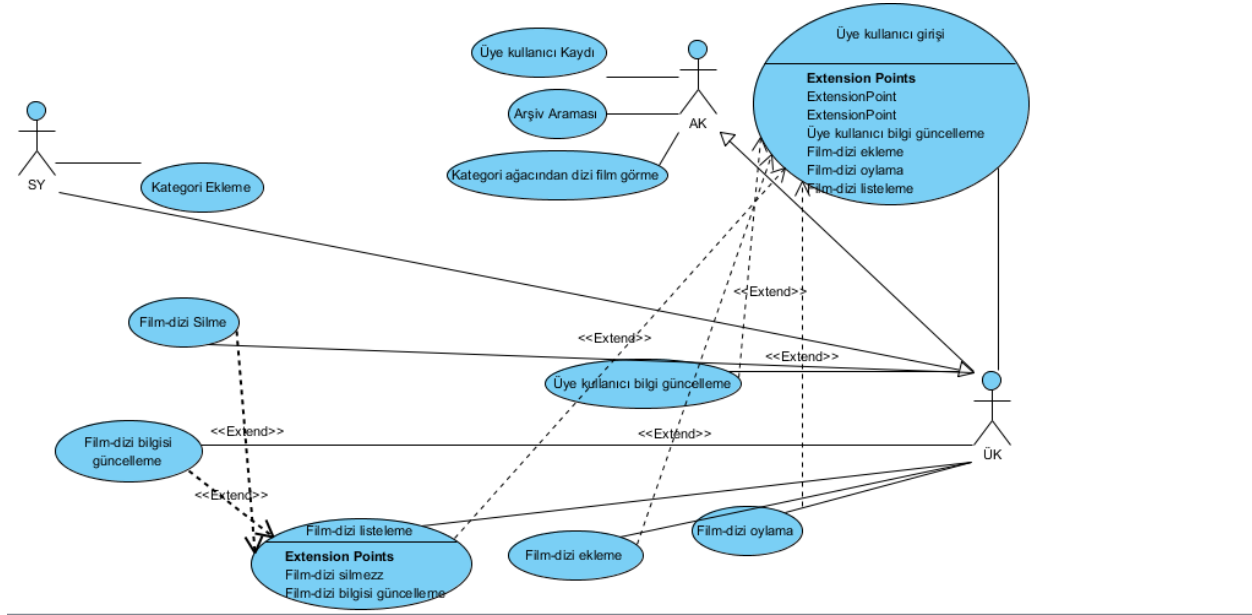 Üye kullanıcı girişi
Üye kullanıcı Kaydı
Extension Points
ExtensionPoint
ExtensionPoint
Üye kullanıcı bilgi güncelleme
Film-dizi ekleme
Film-dizi oylama
Film-dizi listeleme
Arşiv Araması
AK
Kategori ağacından dizi film görme
SY
Kategori Ekleme
<<Extend>>
Film-dizi Silme
<<Extend>>
<<Extend>>
Üye kullanıcı bilgi güncelleme
<<Extend>>
<<Extend>>
Film-dizi bilgisi
güncelleme
ÜK
<<Extend>>
Film-dizi listeleme
Extension Points
Film-dizi silmezz
Film-dizi bilgisi güncelleme
Film-dizi ekleme
Film-dizi oylama